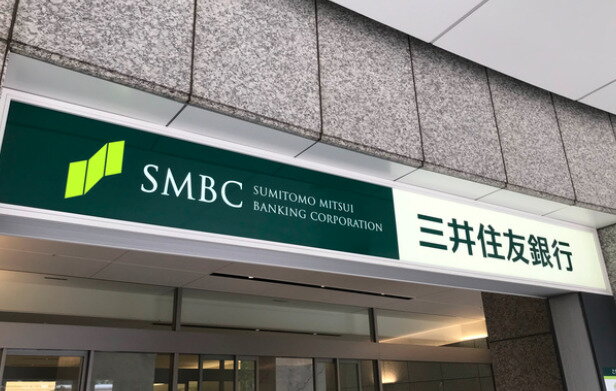 SMBC
SUMITOMO MITSUI
BANKING CORPORATION
三井住友銀行